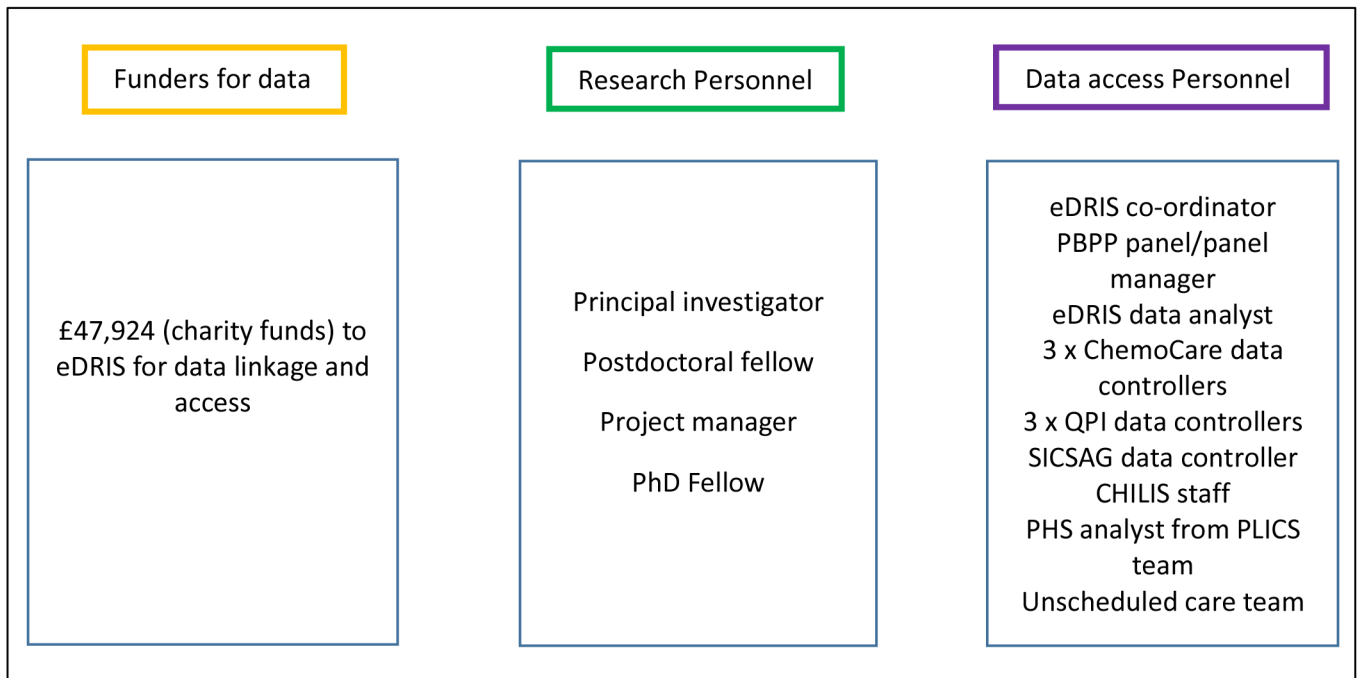 Funders for data
Research Personnel
Data access Personnel
£47,924 (charity funds) to
eDRIS for data linkage and
access
Principal investigator
Postdoctoral fellow
Project manager
PhD Fellow
eDRIS co-ordinator
PBPP panel/panel
manager
eDRIS data analyst
3 x ChemoCare data
controllers
3 x QPI data controllers
SICSAG data controller
CHILIS staff
PHS analyst from PLICS
team
Unscheduled care team